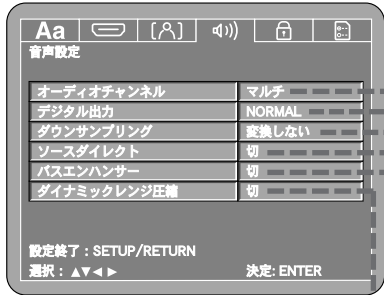 Aa
音声設定
オーディオチャンネル マルチ
デジタル出力 NORMAL
ダウンサンプリング 変換しない
ソースダイレクト 切
バスエンハンサー 切
ダイナミックレンジ圧縮 切
設定終了：SETUP/RETURN
選択：▲▼◄► 決定: ENTER